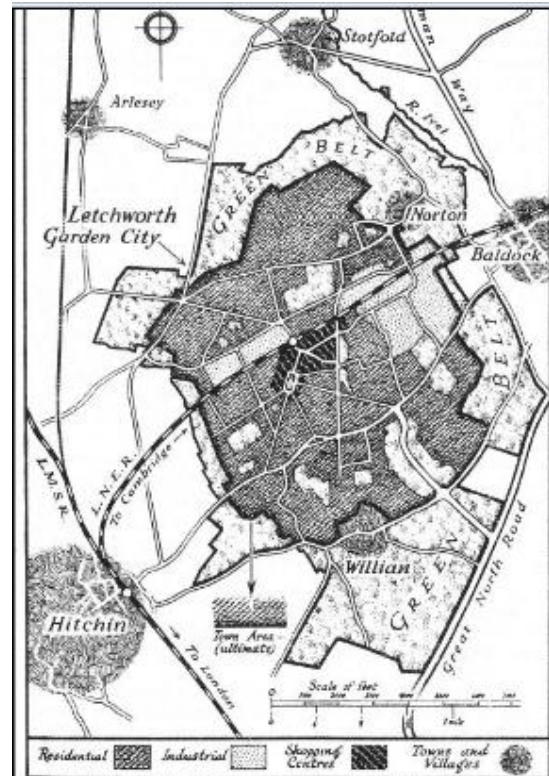 Stotfold
Way
R. Ivel
Arlesey
GREEN BELT
Letchworth
Garden City
Norton
Baldock
BELT
L.M.S.R.
L.N.E.R.
To Cambridge
Willian
GREEN
Great North Road
Hitchin
To London
Town Area
(ultimate)
Scale of feet
1 mile
Residential Industrial Shopping Centres Towns and Villages